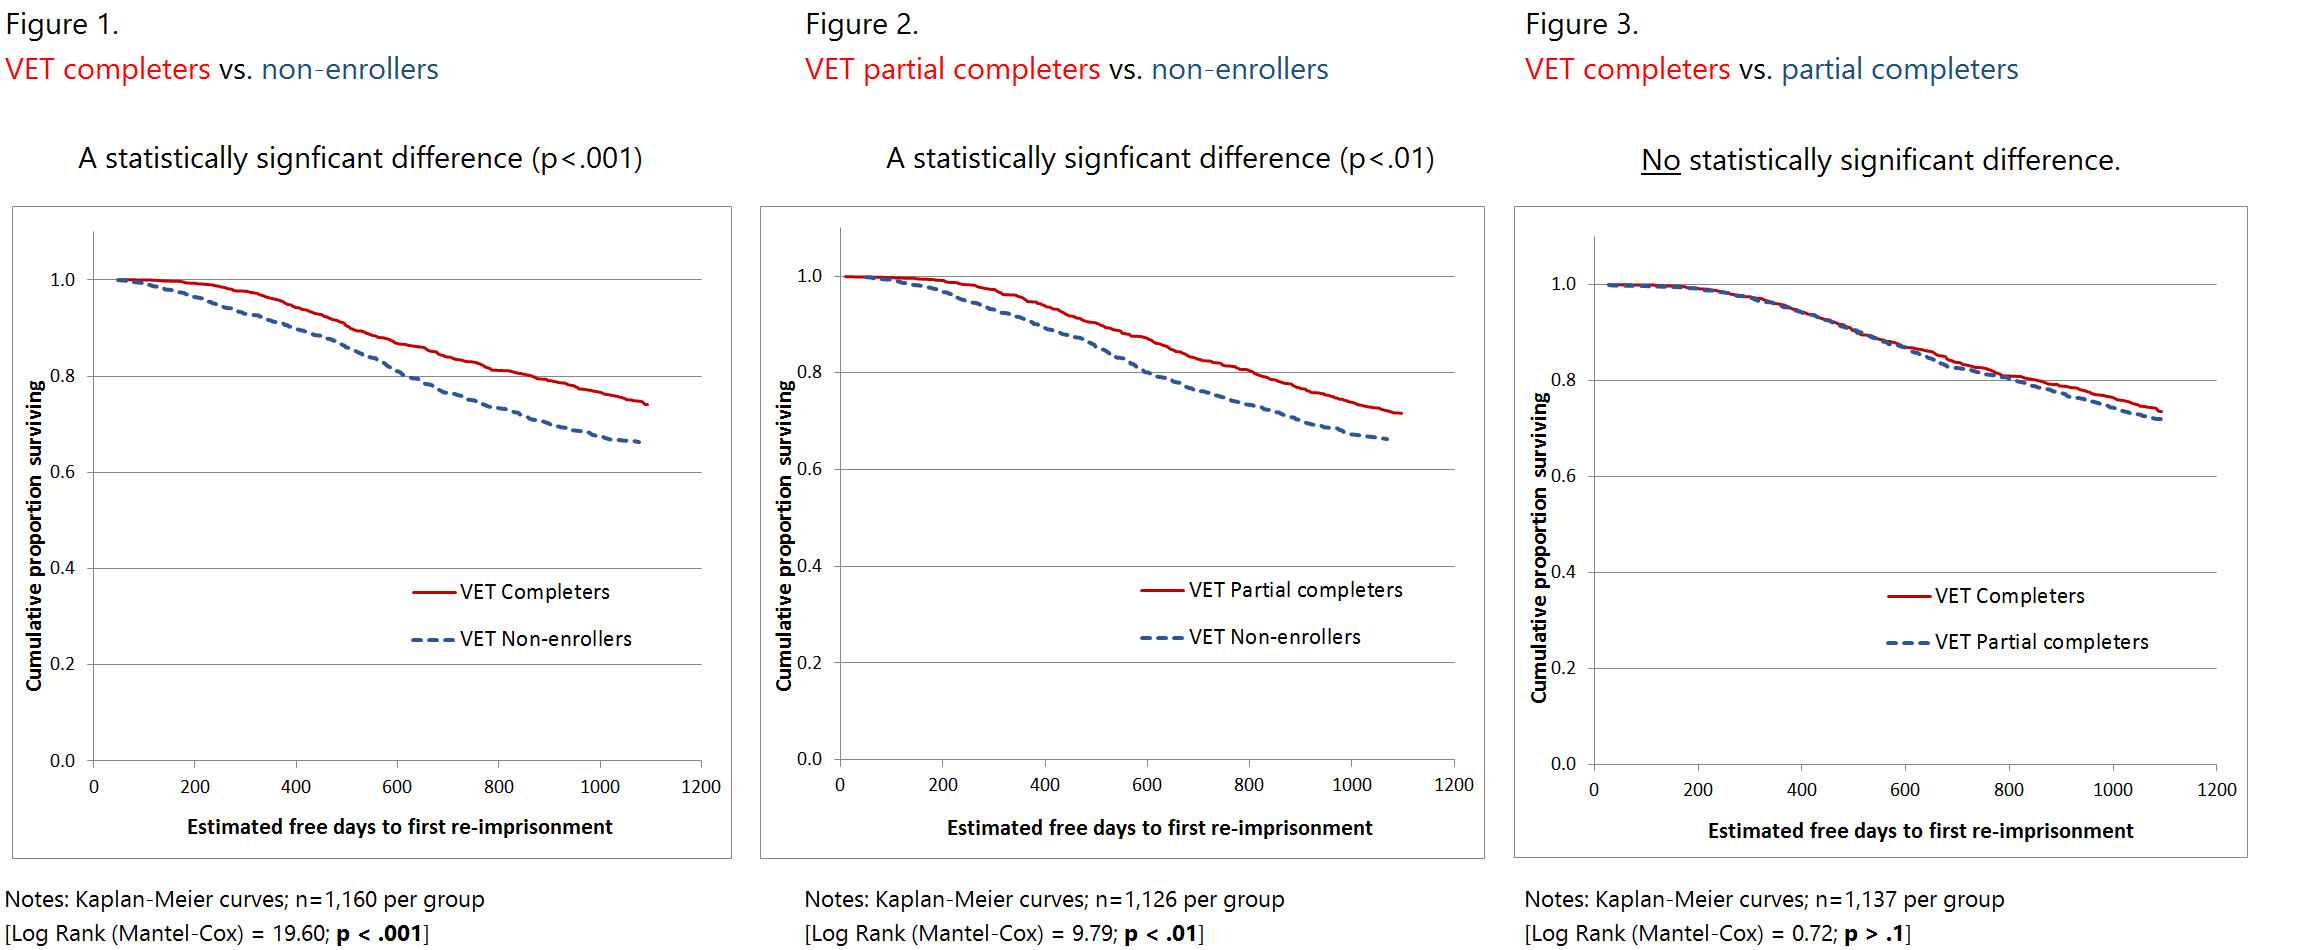 Figure 1.
VET completers vs. non-enrollers
A statistically signficant difference (p<.001)
Cumulative proportion surviving
1.0
0.8
0.6
0.4
0.2
0.0
VET Completers
VET Non-enrollers
0 200 400 600 800 1000 1200
Estimated free days to first re-imprisonment
Notes: Kaplan-Meier curves; n=1,160 per group
[Log Rank (Mantel-Cox) = 19.60; p < .001]
Figure 2.
VET partial completers vs. non-enrollers
A statistically signficant difference (p<.01)
Cumulative proportion surviving
1.0
0.8
0.6
0.4
0.2
0.0
VET Partial completers
VET Non-enrollers
0 200 400 600 800 1000 1200
Estimated free days to first re-imprisonment
Notes: Kaplan-Meier curves; n=1,126 per group
[Log Rank (Mantel-Cox) = 9.79; p < .01]
Figure 3.
VET completers vs. partial completers
No statistically significant difference.
Cumulative proportion surviving
1.0
0.8
0.6
0.4
0.2
0.0
VET Completers
VET Partial completers
0 200 400 600 800 1000 1200
Estimated free days to first re-imprisonment
Notes: Kaplan-Meier curves; n=1,137 per group
[Log Rank (Mantel-Cox) = 0.72; p > .1]